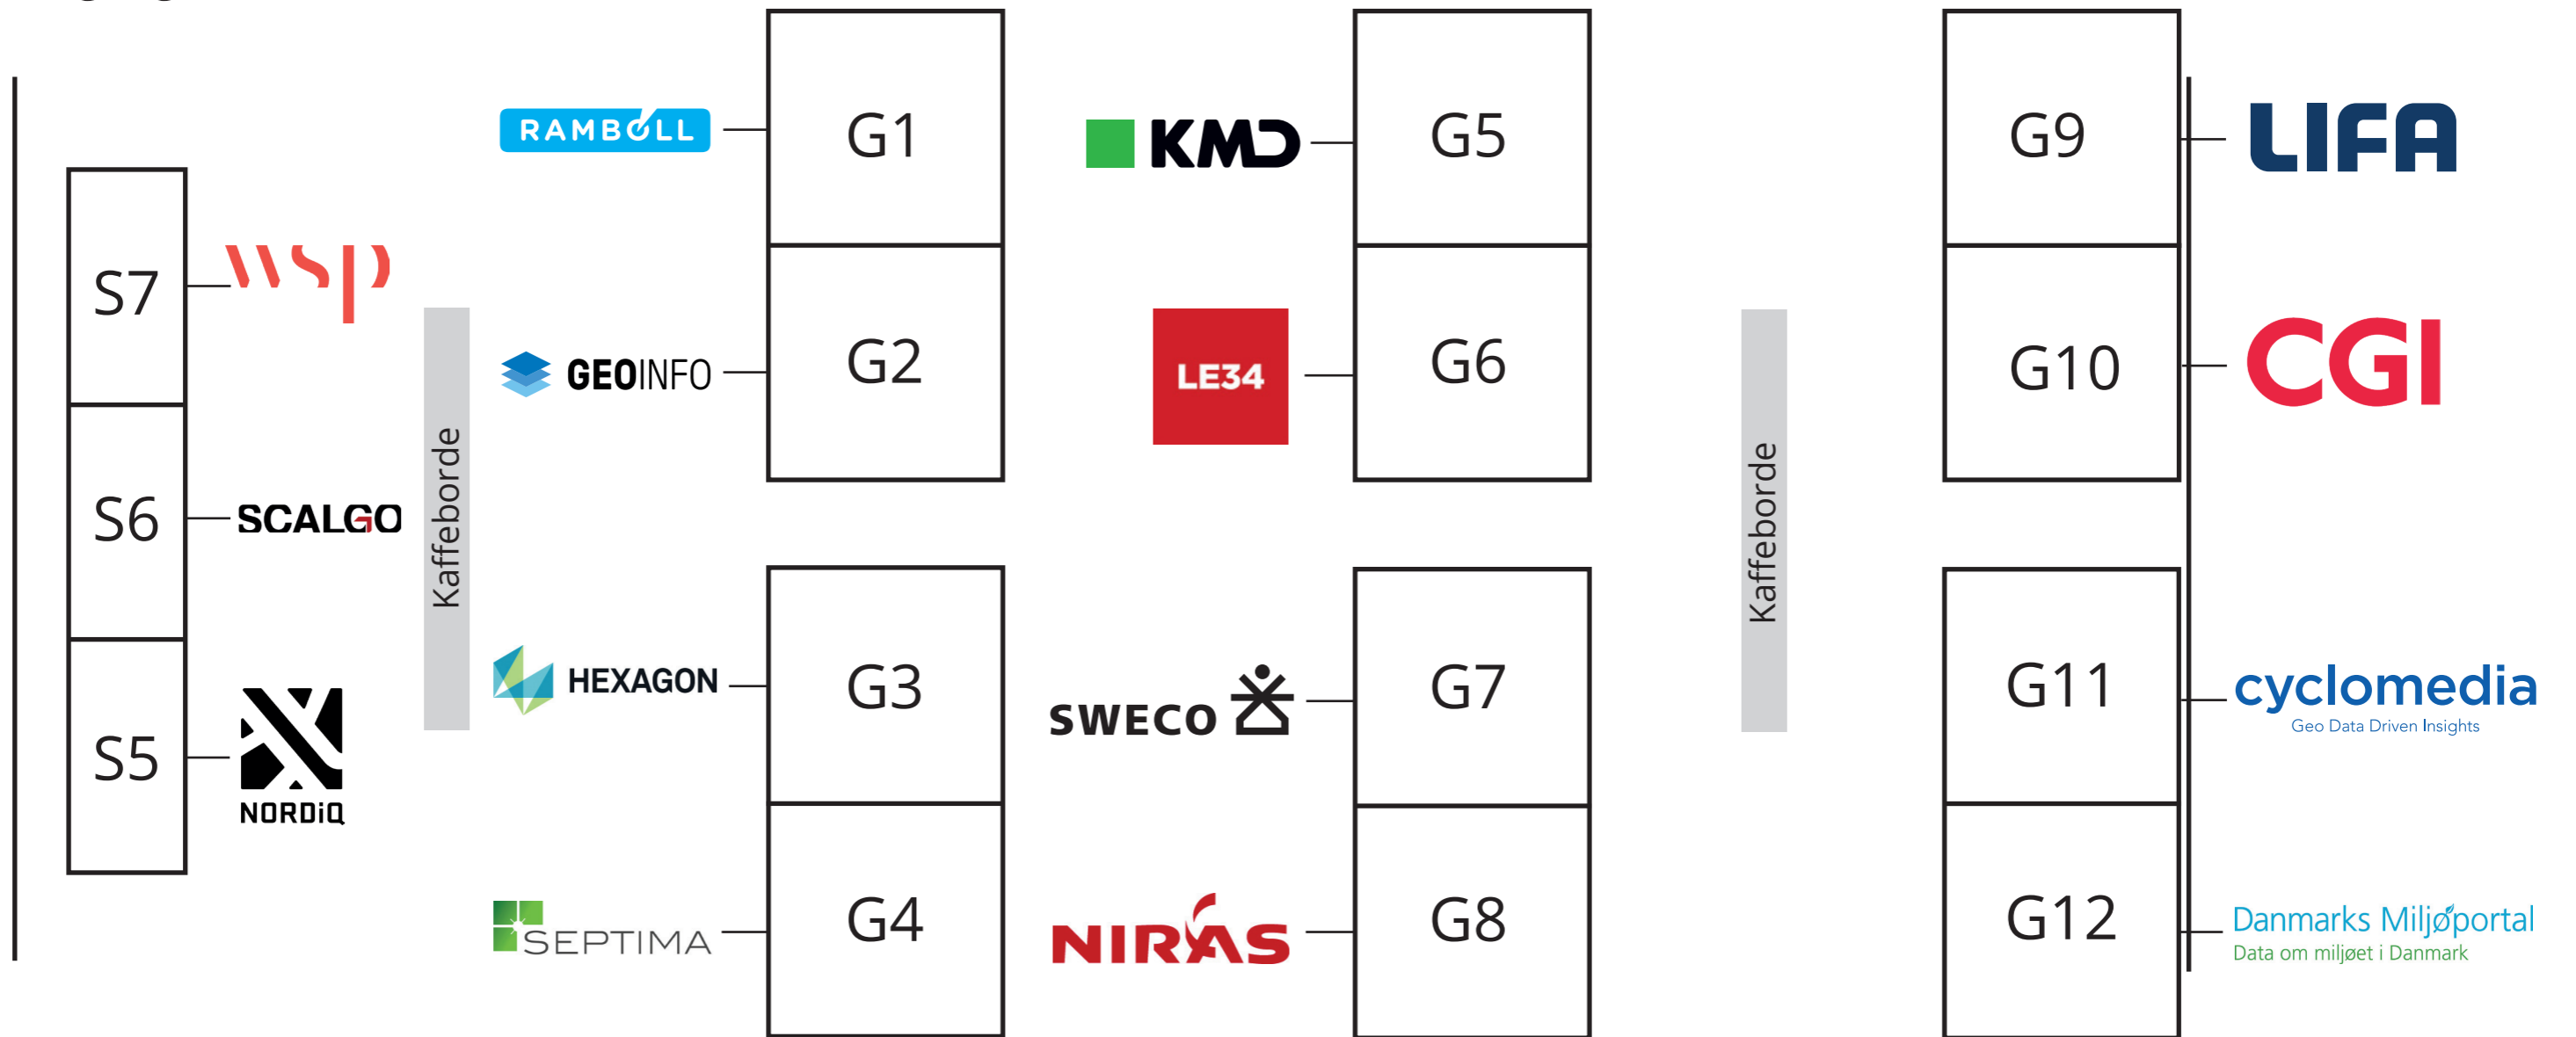 S7
wsp
S6
SCALGO
S5
NORDiQ
Kaffeborde
RAMBOLL
G1
GEOINFO
G2
HEXAGON
G3
SEPTIMA
G4
KMD
G5
LE34
G6
SWECO
G7
NIRAS
G8
Kaffeborde
G9
LIFA
G10
CGI
G11
cyclomedia
Geo Data Driven Insights
G12
Danmarks Miljøportal
Data om miljøet i Danmark